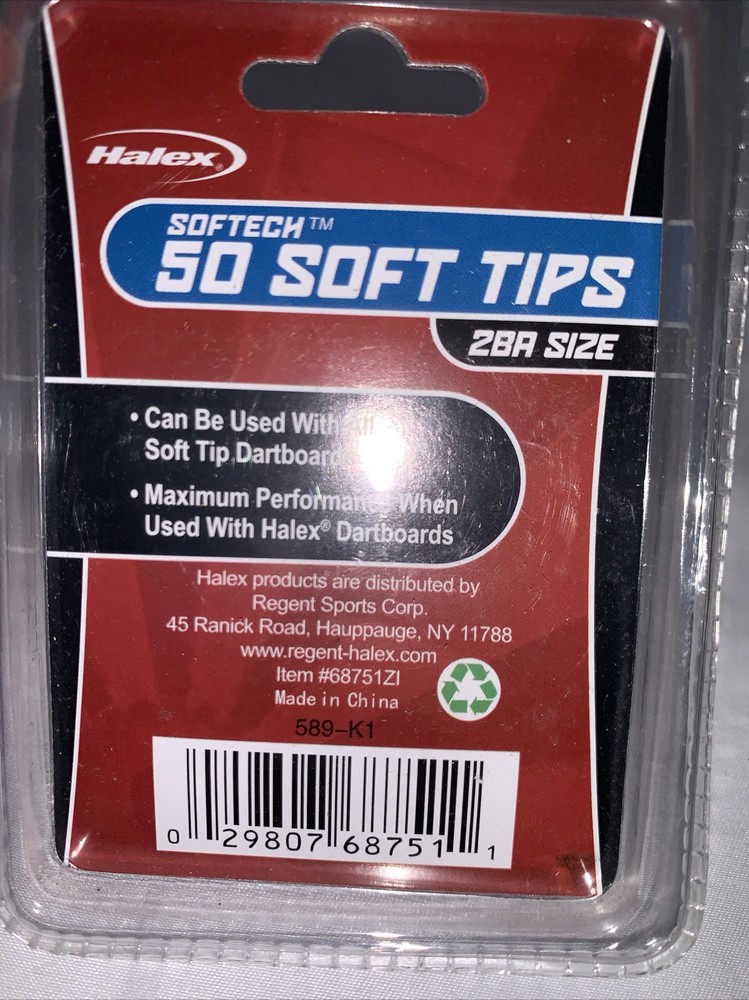 Halex®
SOFTECH™
50 SOFT TIPS
2BA SIZE
• Can Be Used With All
Soft Tip Dartboard
• Maximum Performance When
Used With Halex® Dartboards
Halex products are distributed by
Regent Sports Corp.
45 Ranick Road, Hauppauge, NY 11788
www.regent-halex.com
Item #68751ZI
Made in China
589-K1
0 29807 68751 1